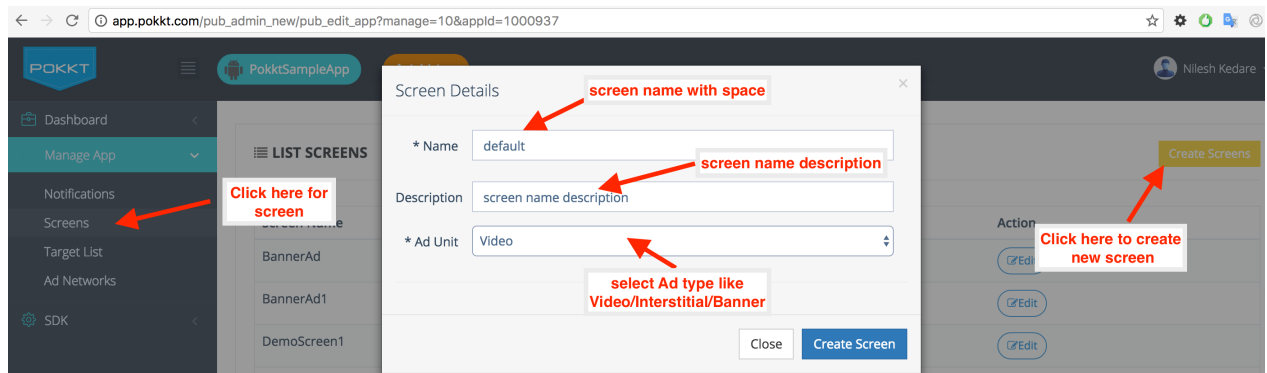 app.pokkt.com/pub_admin_new/pub_edit_app?manage=10&appId=1000937
POKKT
PokktSampleApp
Nilesh Kedare
Dashboard
Manage App
Notifications
Screens
Target List
Ad Networks
SDK
Click here for
screen
LIST SCREENS
Create Screens
Screen Name
Action
BannerAd
Edit
BannerAd1
Edit
DemoScreen1
Edit
Click here to create
new screen
Screen Details
×
screen name with space
* Name
default
screen name description
Description
screen name description
* Ad Unit
Video
select Ad type like
Video/Interstitial/Banner
Close
Create Screen